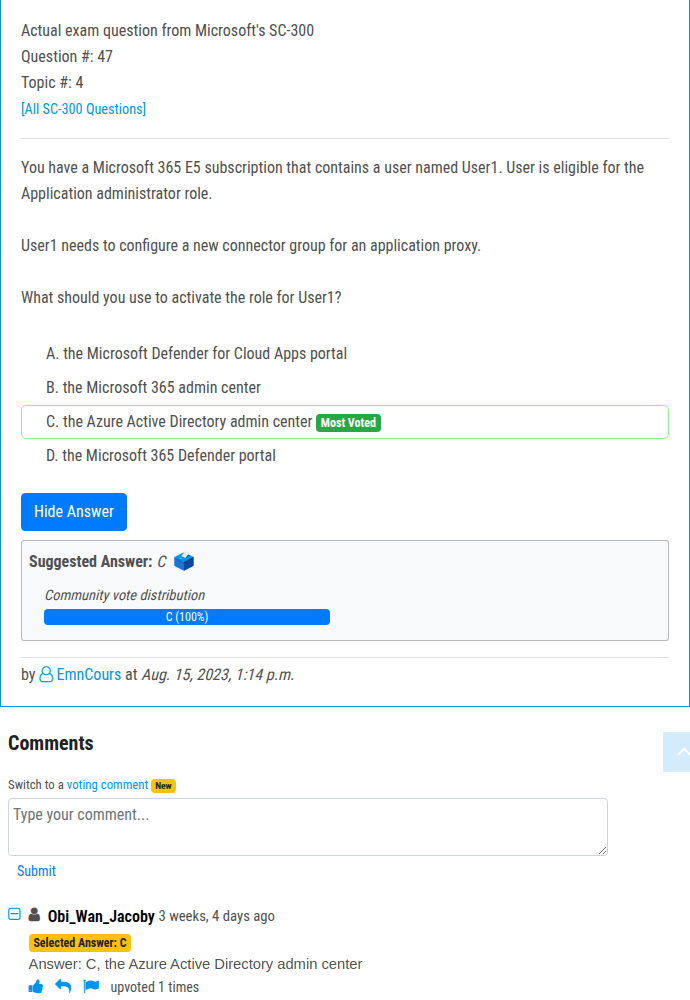 Actual exam question from Microsoft's SC-300
Question #: 47
Topic #: 4
[All SC-300 Questions]
You have a Microsoft 365 E5 subscription that contains a user named User1. User is eligible for the
Application administrator role.
User1 needs to configure a new connector group for an application proxy.
What should you use to activate the role for User1?
A. the Microsoft Defender for Cloud Apps portal
B. the Microsoft 365 admin center
C. the Azure Active Directory admin center Most Voted
D. the Microsoft 365 Defender portal
Hide Answer
Suggested Answer: C
Community vote distribution
C (100%)
by EmnCours at Aug. 15, 2023, 1:14 p.m.
Comments
Switch to a voting comment New
Type your comment...
Submit
Obi_Wan_Jacoby 3 weeks, 4 days ago
Selected Answer: C
Answer: C, the Azure Active Directory admin center
upvoted 1 times